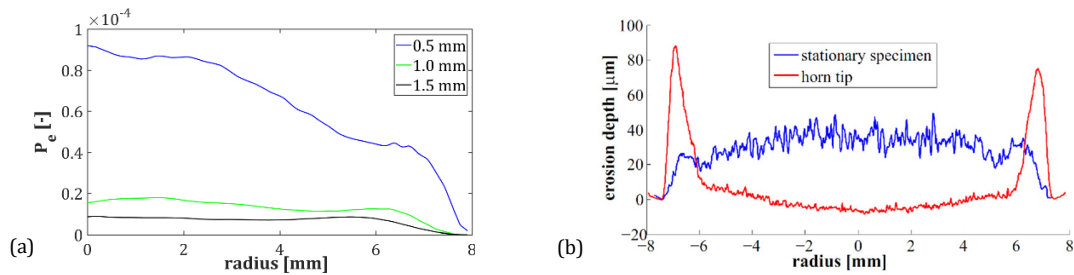 (a)
×10⁻⁴
1
0.8
0.6
0.4
0.2
0
P_e [-]
0.5 mm
1.0 mm
1.5 mm
0 2 4 6 8
radius [mm]
(b)
100
80
60
40
20
0
−20
erosion depth [μm]
stationary specimen
horn tip
−8 −6 −4 −2 0 2 4 6 8
radius [mm]